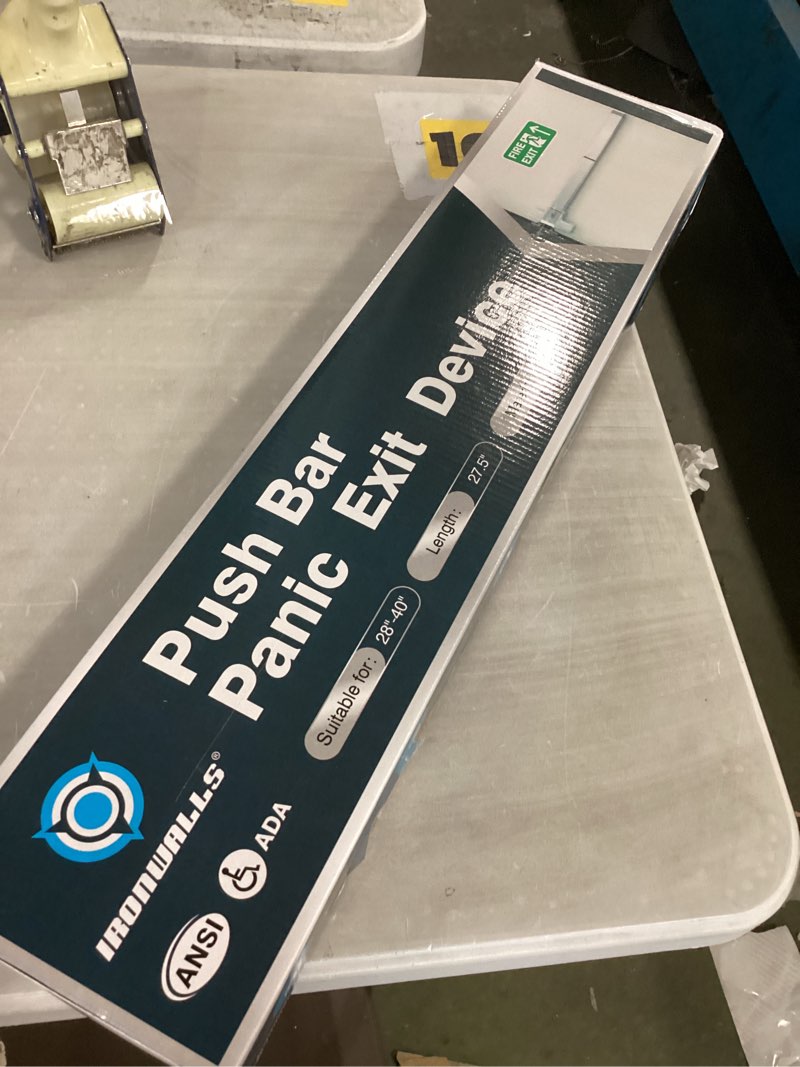 IRONWALLS®
ANSI
ADA
Push Bar
Panic Exit Device
Suitable for: 28"-40"
Length: 27.5"
FIRE
EXIT